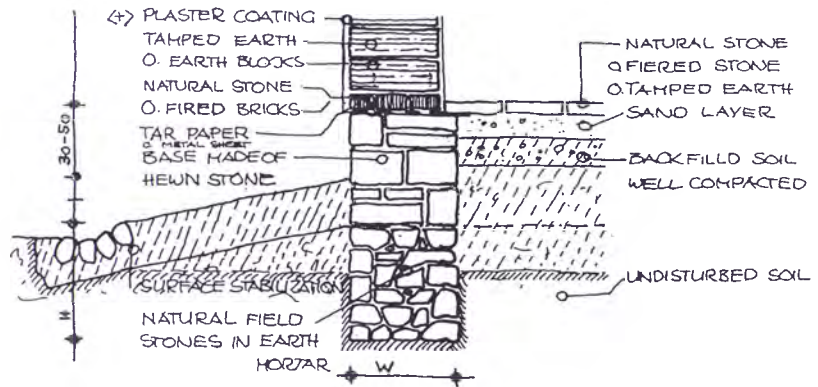 (+) PLASTER COATING
TAMPED EARTH
O. EARTH BLOCKS
NATURAL STONE
O. FIRED BRICKS
TAR PAPER
O. METAL SHEET
BASE MADE OF
HEWN STONE
30-50
H
SURFACE STABILIZATION
NATURAL FIELD
STONES IN EARTH
MORTAR
W
NATURAL STONE
O FIERED STONE
O. TAMPED EARTH
SAND LAYER
BACKFILLD SOIL
WELL COMPACTED
UNDISTURBED SOIL